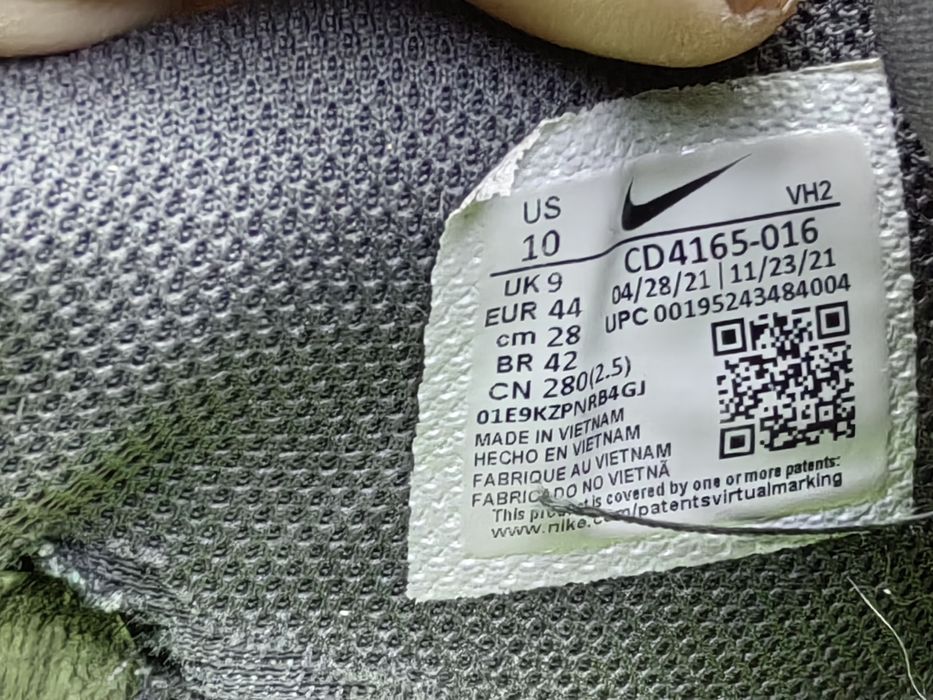 US
10
VH2
UK 9
EUR 44
cm 28
BR 42
CN 280(2.5)
CD4165-016
04/28/21 | 11/23/21
UPC 00195243484004
01E9KZPNRB4GJ
MADE IN VIETNAM
HECHO EN VIETNAM
FABRIQUE AU VIETNAM
DO NO VIETNÃ
This is covered by one or more patents:
www.nike.com/patentsvirtualmarking